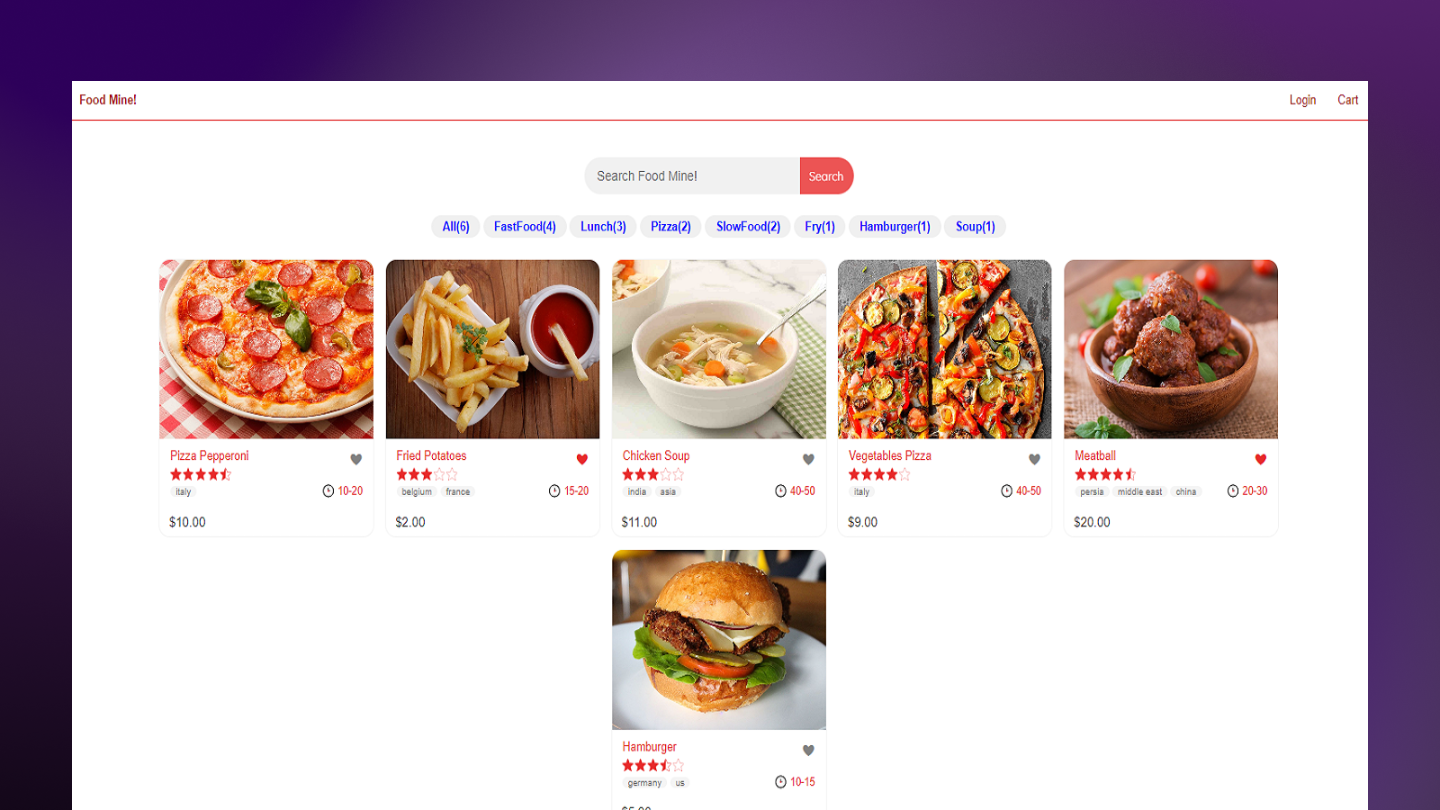 Food Mine!
Login Cart
Search Food Mine! Search
All(6) FastFood(4) Lunch(3) Pizza(2) SlowFood(2) Fry(1) Hamburger(1) Soup(1)
Pizza Pepperoni
italy
10-20
$10.00
Fried Potatoes
belgium france
15-20
$2.00
Chicken Soup
india asia
40-50
$11.00
Vegetables Pizza
italy
40-50
$9.00
Meatball
persia middle east china
20-30
$20.00
Hamburger
germany us
10-15